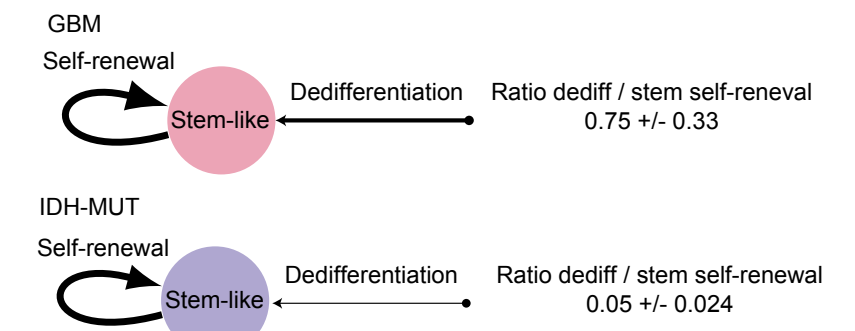 GBM
Self-renewal
Stem-like
Dedifferentiation
Ratio dediff / stem self-reneval
0.75 +/- 0.33
IDH-MUT
Self-renewal
Stem-like
Dedifferentiation
Ratio dediff / stem self-renewal
0.05 +/- 0.024